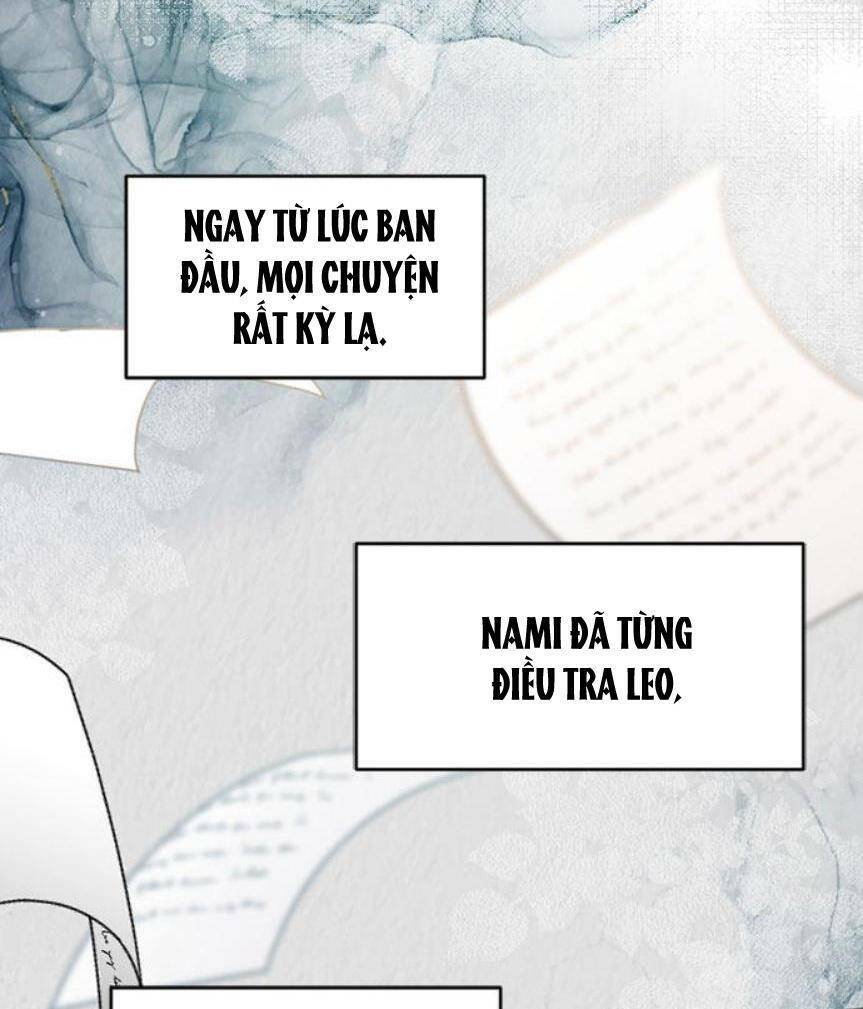 NGAY TỪ LÚC BAN
ĐẦU, MỌI CHUYỆN
RẤT KỲ LẠ.
NAMI ĐÃ TỪNG
ĐIỀU TRA LEO,